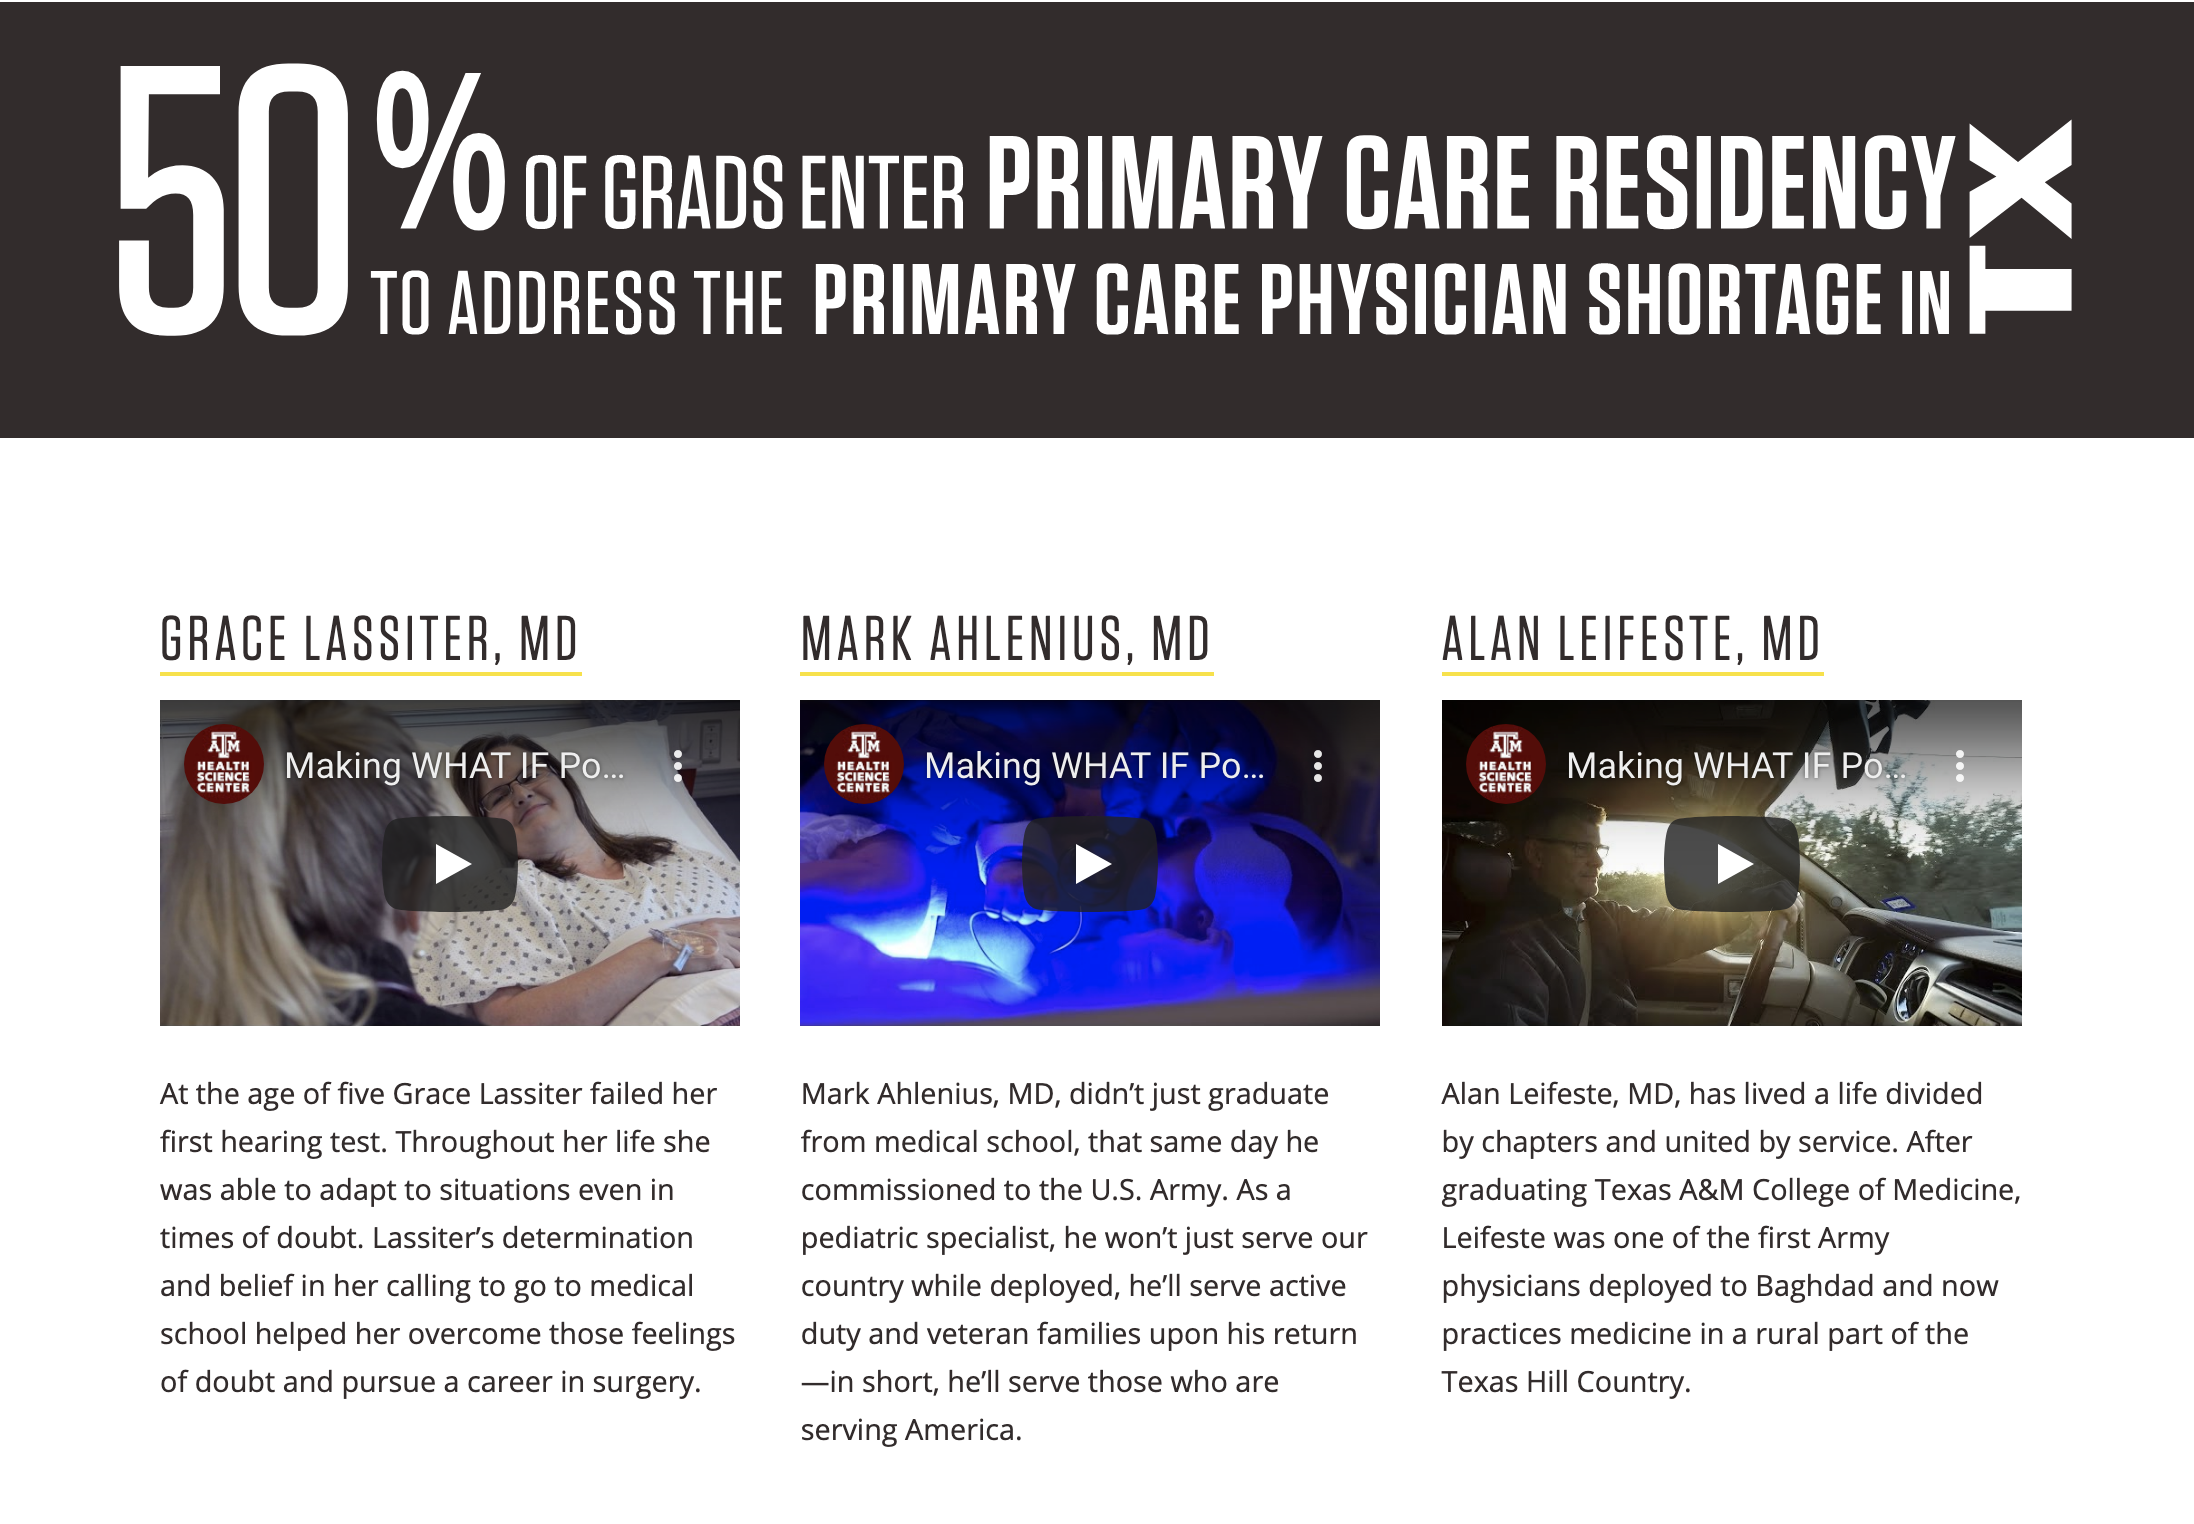 50% OF GRADS ENTER PRIMARY CARE RESIDENCY
TO ADDRESS THE PRIMARY CARE PHYSICIAN SHORTAGE IN TX
GRACE LASSITER, MD
A|M
HEALTH
SCIENCE
CENTER
Making WHAT IF Po...
At the age of five Grace Lassiter failed her
first hearing test. Throughout her life she
was able to adapt to situations even in
times of doubt. Lassiter’s determination
and belief in her calling to go to medical
school helped her overcome those feelings
of doubt and pursue a career in surgery.
MARK AHLENIUS, MD
A|M
HEALTH
SCIENCE
CENTER
Making WHAT IF Po...
Mark Ahlenius, MD, didn’t just graduate
from medical school, that same day he
commissioned to the U.S. Army. As a
pediatric specialist, he won’t just serve our
country while deployed, he’ll serve active
duty and veteran families upon his return
—in short, he’ll serve those who are
serving America.
ALAN LEIFESTE, MD
A|M
HEALTH
SCIENCE
CENTER
Making WHAT IF Po...
Alan Leifeste, MD, has lived a life divided
by chapters and united by service. After
graduating Texas A&M College of Medicine,
Leifeste was one of the first Army
physicians deployed to Baghdad and now
practices medicine in a rural part of the
Texas Hill Country.